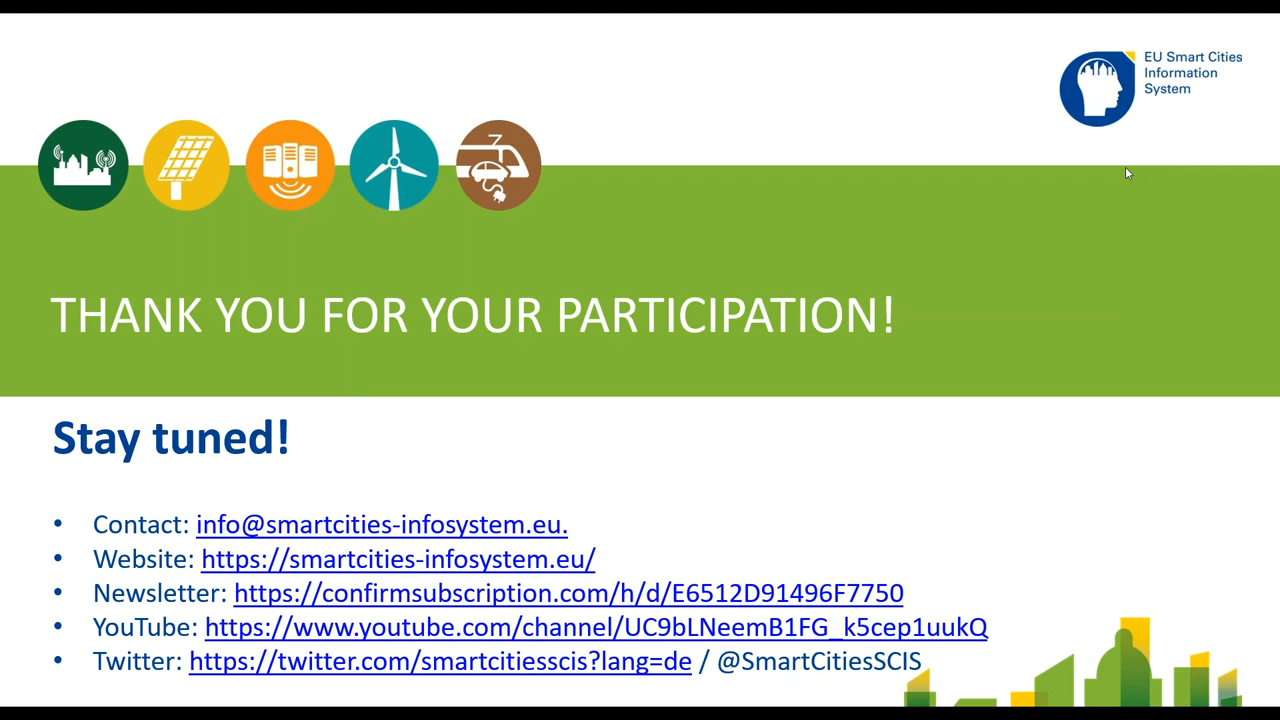 EU Smart Cities
Information
System
THANK YOU FOR YOUR PARTICIPATION!
Stay tuned!
• Contact: info@smartcities-infosystem.eu.
• Website: https://smartcities-infosystem.eu/
• Newsletter: https://confirmsubscription.com/h/d/E6512D91496F7750
• YouTube: https://www.youtube.com/channel/UC9bLNeemB1FG_k5cep1uukQ
• Twitter: https://twitter.com/smartcitiesscis?lang=de / @SmartCitiesSCIS